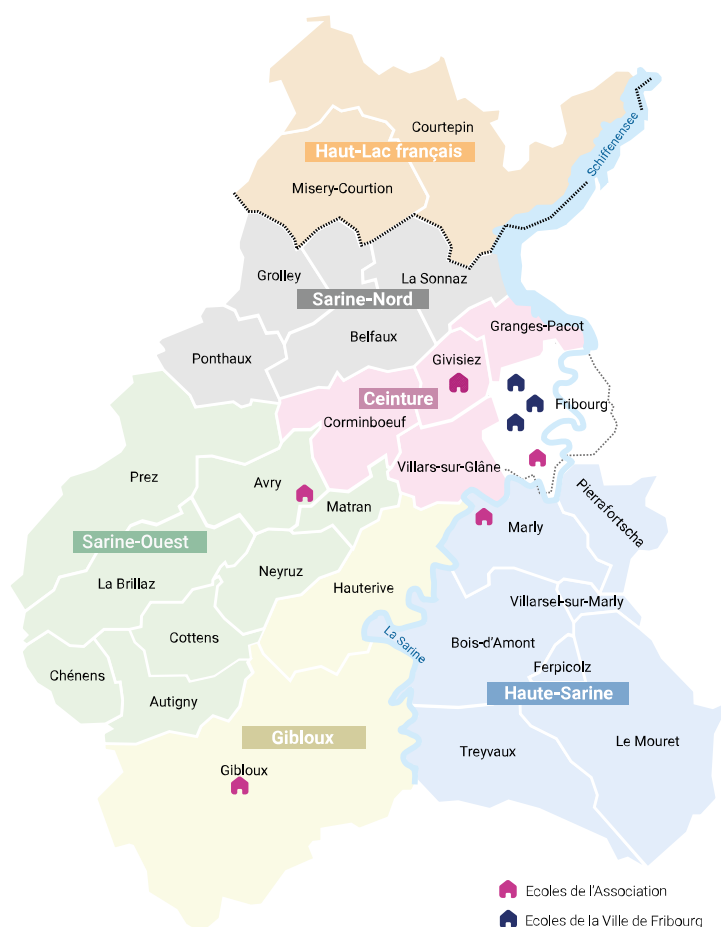 Courtepin
Haut-Lac français
Misery-Courtion
Schiffenensee
Grolley
La Sonnaz
Sarine-Nord
Granges-Pacot
Belfaux
Ponthaux
Givisiez
Ceinture
Fribourg
Corminboeuf
Villars-sur-Glâne
Prez
Avry
Matran
Pierrafortscha
Marly
Sarine-Ouest
Neyruz
La Brillaz
Hauterive
Villarsel-sur-Marly
Cottens
La Sarine
Bois-d'Amont
Ferpicolz
Chénens
Autigny
Haute-Sarine
Gibloux
Treyvaux
Le Mouret
Gibloux
Ecoles de l'Association
Ecoles de la Ville de Fribourg